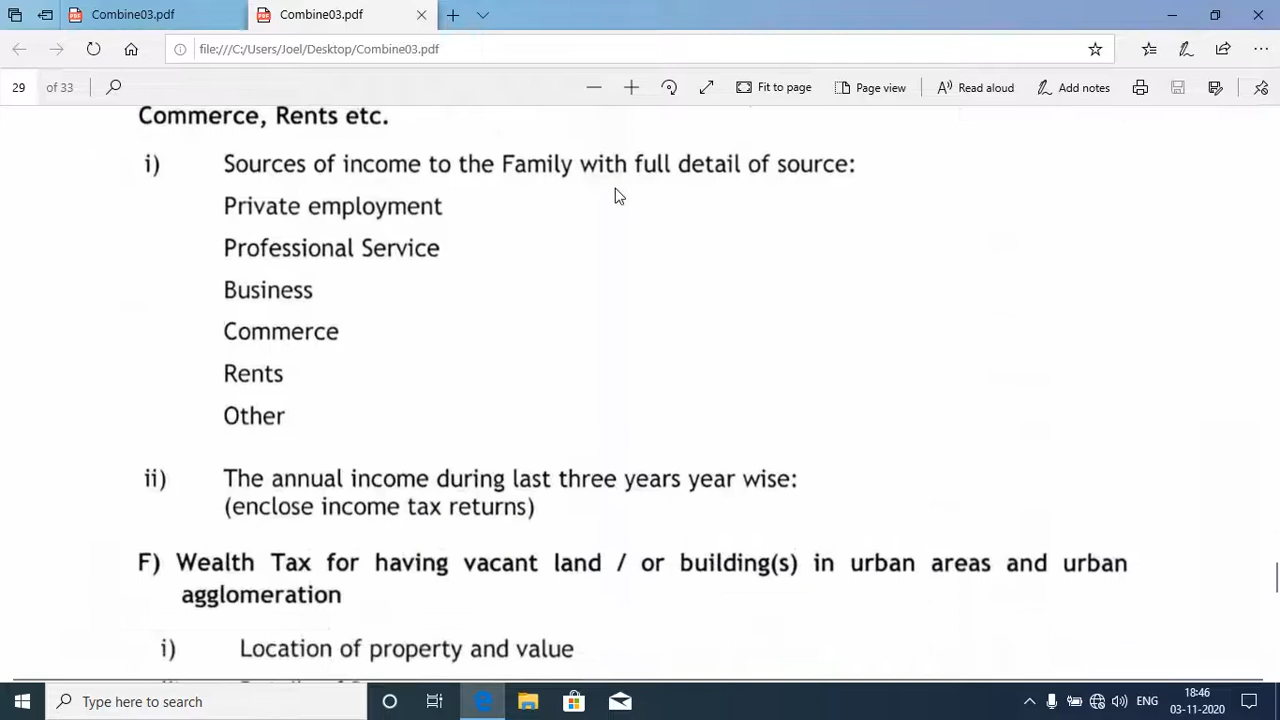 Combine03.pdf
Combine03.pdf
file:///C:/Users/Joel/Desktop/Combine03.pdf
29 of 33
Fit to page
Page view
Read aloud
Add notes
Commerce, Rents etc.
i) Sources of income to the Family with full detail of source:
Private employment
Professional Service
Business
Commerce
Rents
Other
ii) The annual income during last three years year wise:
(enclose income tax returns)
F) Wealth Tax for having vacant land / or building(s) in urban areas and urban
agglomeration
i) Location of property and value
Type here to search
ENG
18:46
03-11-2020